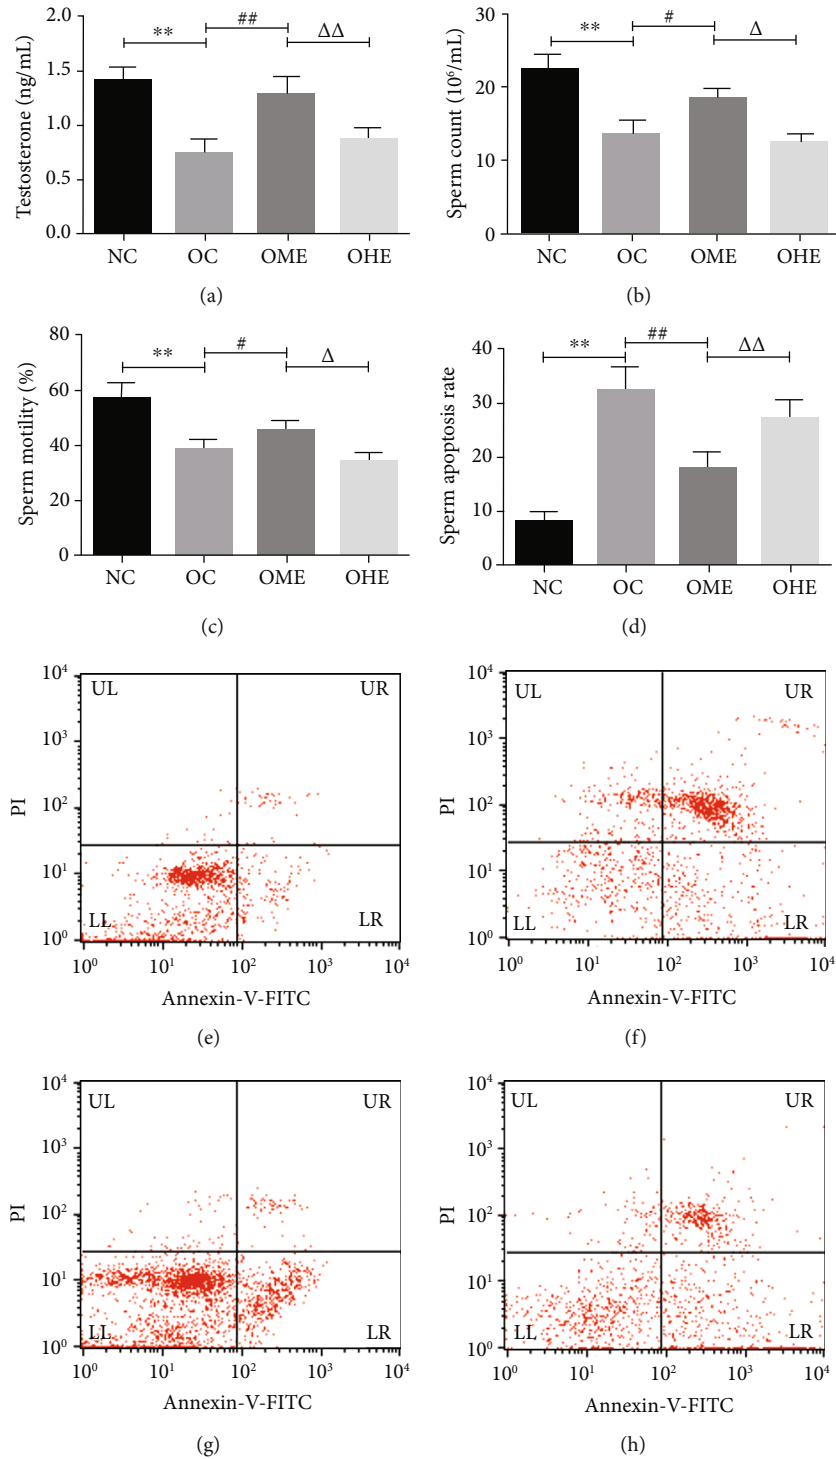 Testosterone (ng/mL)
2.0
1.5
1.0
0.5
0.0
** ## ΔΔ
NC OC OME OHE
(a)
Sperm count (10⁶/mL)
30
20
10
0
** # Δ
NC OC OME OHE
(b)
Sperm motility (%)
80
60
40
20
0
** # Δ
NC OC OME OHE
(c)
Sperm apoptosis rate
40
30
20
10
0
** ## ΔΔ
NC OC OME OHE
(d)
PI
10⁴
10³
10²
10¹
10⁰
UL UR
LL LR
10⁰ 10¹ 10² 10³ 10⁴
Annexin-V-FITC
(e)
PI
10⁴
10³
10²
10¹
10⁰
UL UR
LL LR
10⁰ 10¹ 10² 10³ 10⁴
Annexin-V-FITC
(f)
PI
10⁴
10³
10²
10¹
10⁰
UL UR
LL LR
10⁰ 10¹ 10² 10³ 10⁴
Annexin-V-FITC
(g)
PI
10⁴
10³
10²
10¹
10⁰
UL UR
LL LR
10⁰ 10¹ 10² 10³ 10⁴
Annexin-V-FITC
(h)